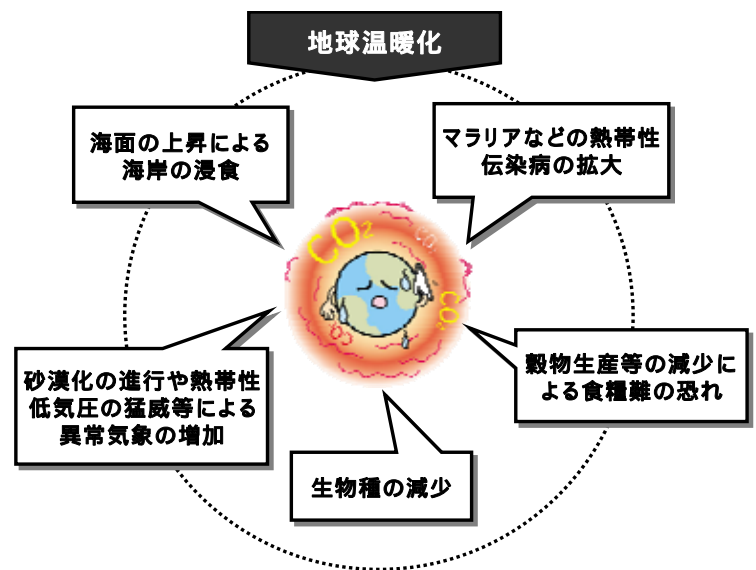 地球温暖化
海面の上昇による
海岸の浸食
マラリアなどの熱帯性
伝染病の拡大
CO2
CO2
CO2
CO2
砂漠化の進行や熱帯性
低気圧の猛威等による
異常気象の増加
穀物生産等の減少に
よる食糧難の恐れ
生物種の減少